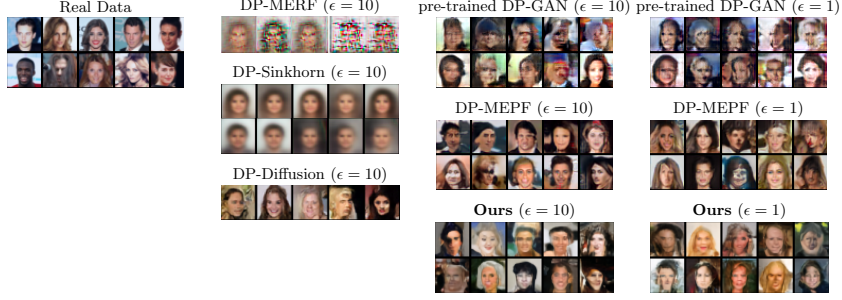 Real Data
DP-MERF (ϵ = 10)
pre-trained DP-GAN (ϵ = 10)
pre-trained DP-GAN (ϵ = 1)
DP-Sinkhorn (ϵ = 10)
DP-MEPF (ϵ = 10)
DP-MEPF (ϵ = 1)
DP-Diffusion (ϵ = 10)
Ours (ϵ = 10)
Ours (ϵ = 1)